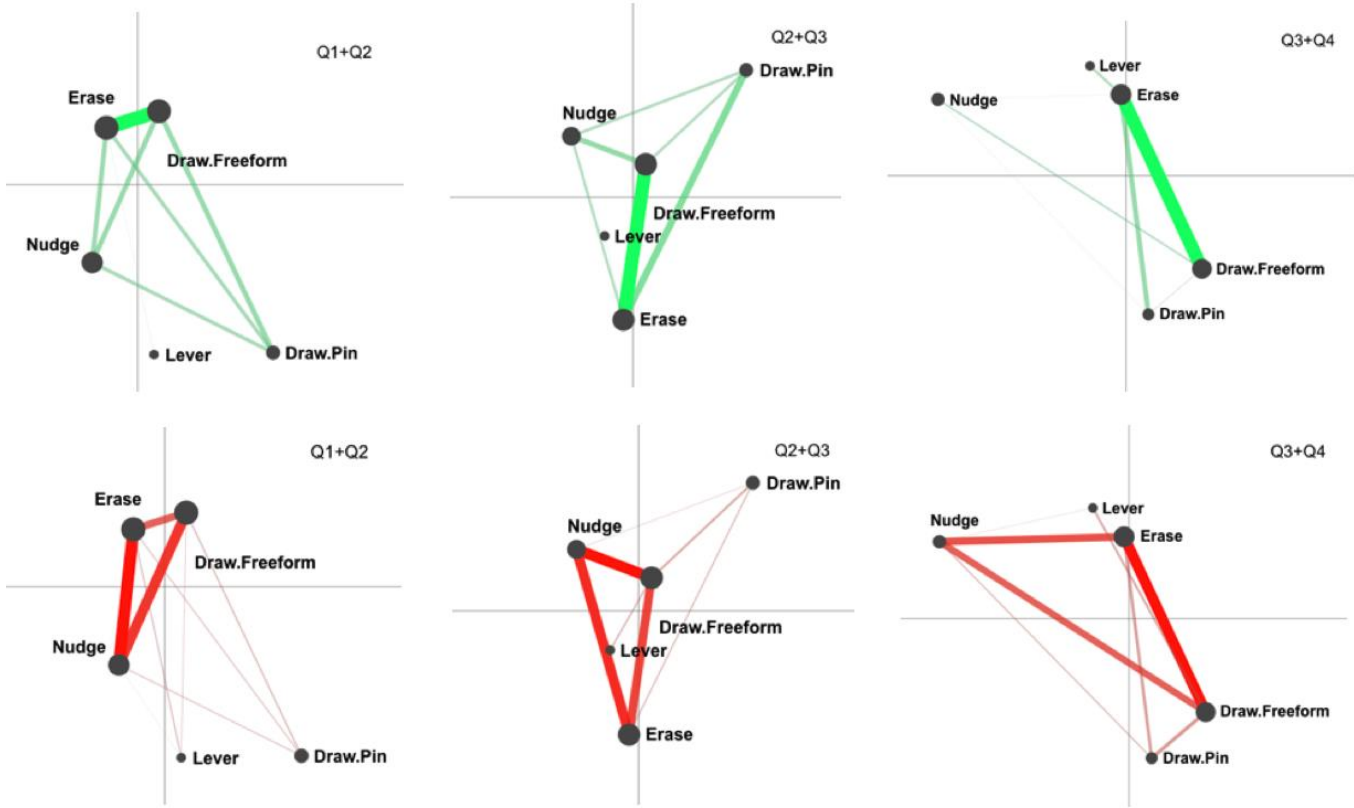 Q1+Q2
Erase
Draw.Freeform
Nudge
Lever
Draw.Pin
Q2+Q3
Draw.Pin
Nudge
Draw.Freeform
Lever
Erase
Q3+Q4
Lever
Nudge
Erase
Draw.Freeform
Draw.Pin
Q1+Q2
Erase
Draw.Freeform
Nudge
Lever
Draw.Pin
Q2+Q3
Draw.Pin
Nudge
Draw.Freeform
Lever
Erase
Q3+Q4
Lever
Nudge
Erase
Draw.Freeform
Draw.Pin